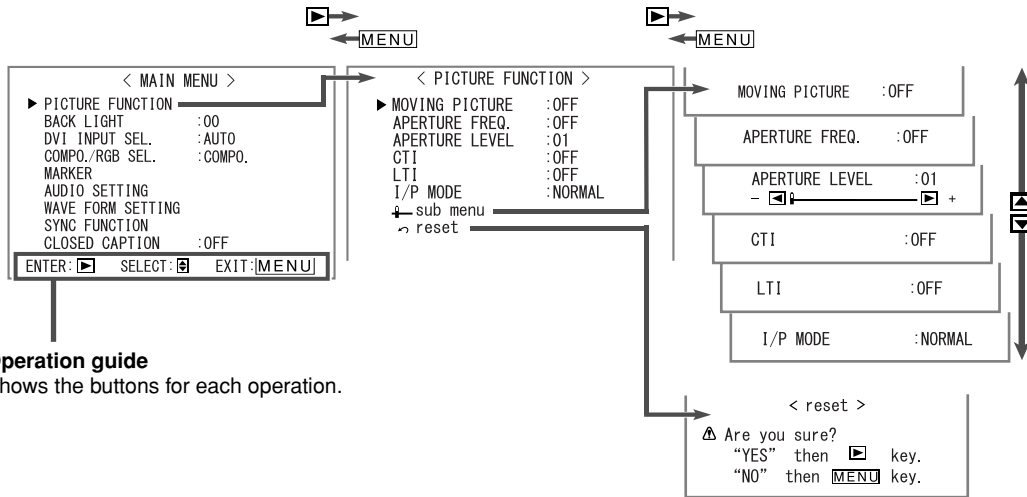 MENU
MENU
< MAIN MENU >
PICTURE FUNCTION
BACK LIGHT :00
DVI INPUT SEL. :AUTO
COMPO./RGB SEL. :COMPO.
MARKER
AUDIO SETTING
WAVE FORM SETTING
SYNC FUNCTION
CLOSED CAPTION :OFF
ENTER: SELECT: EXIT:MENU
< PICTURE FUNCTION >
MOVING PICTURE :OFF
APERTURE FREQ. :OFF
APERTURE LEVEL :01
CTI :OFF
LTI :OFF
I/P MODE :NORMAL
sub menu
reset
MOVING PICTURE :OFF
APERTURE FREQ. :OFF
APERTURE LEVEL :01
- +
CTI :OFF
LTI :OFF
I/P MODE :NORMAL
peration guide
hows the buttons for each operation.
< reset >
Are you sure?
“YES” then key.
“NO” then MENU key.